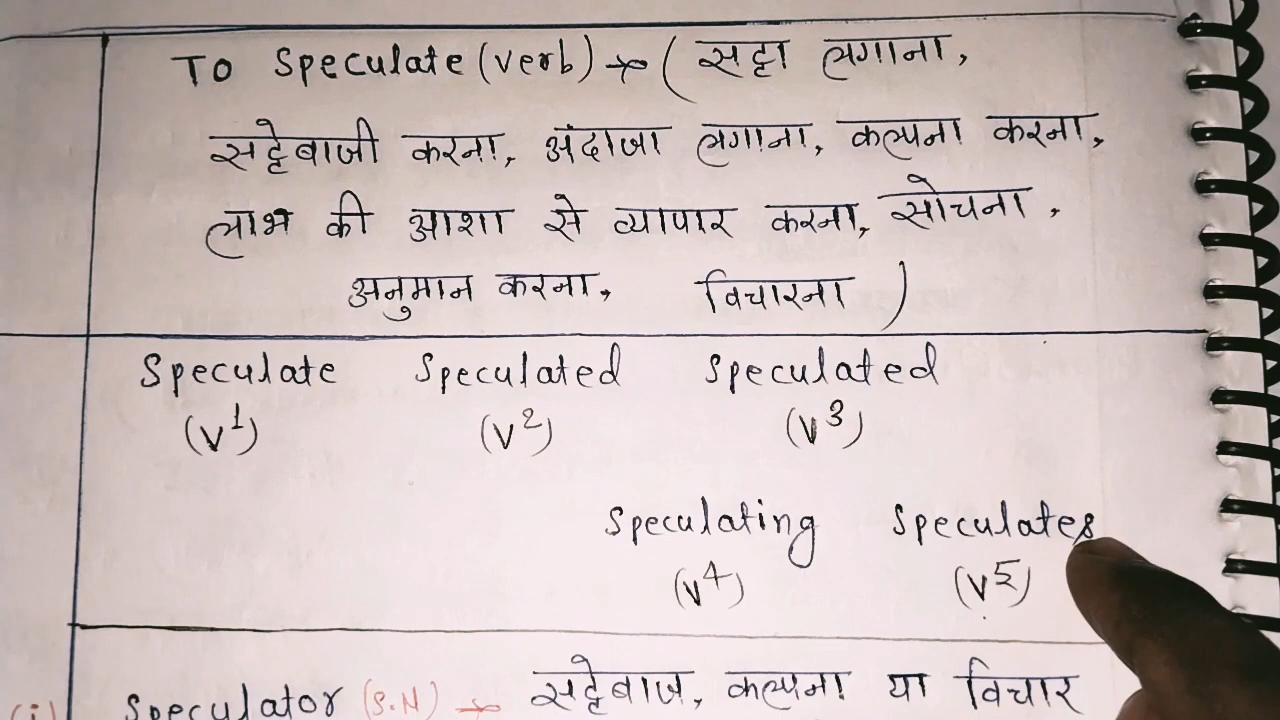 To Speculate (verb) → ( सट्टा लगाना,
सट्टेबाजी करना, अंदाजा लगाना, कल्पना करना,
लाभ की आशा से व्यापार करना, सोचना,
अनुमान करना, विचारना )
Speculate Speculated Speculated
(V1) (V2) (V3)
Speculating Speculates
(V4) (V5)
(i) Speculator (S.N) → सट्टेबाज, कल्पना या विचार